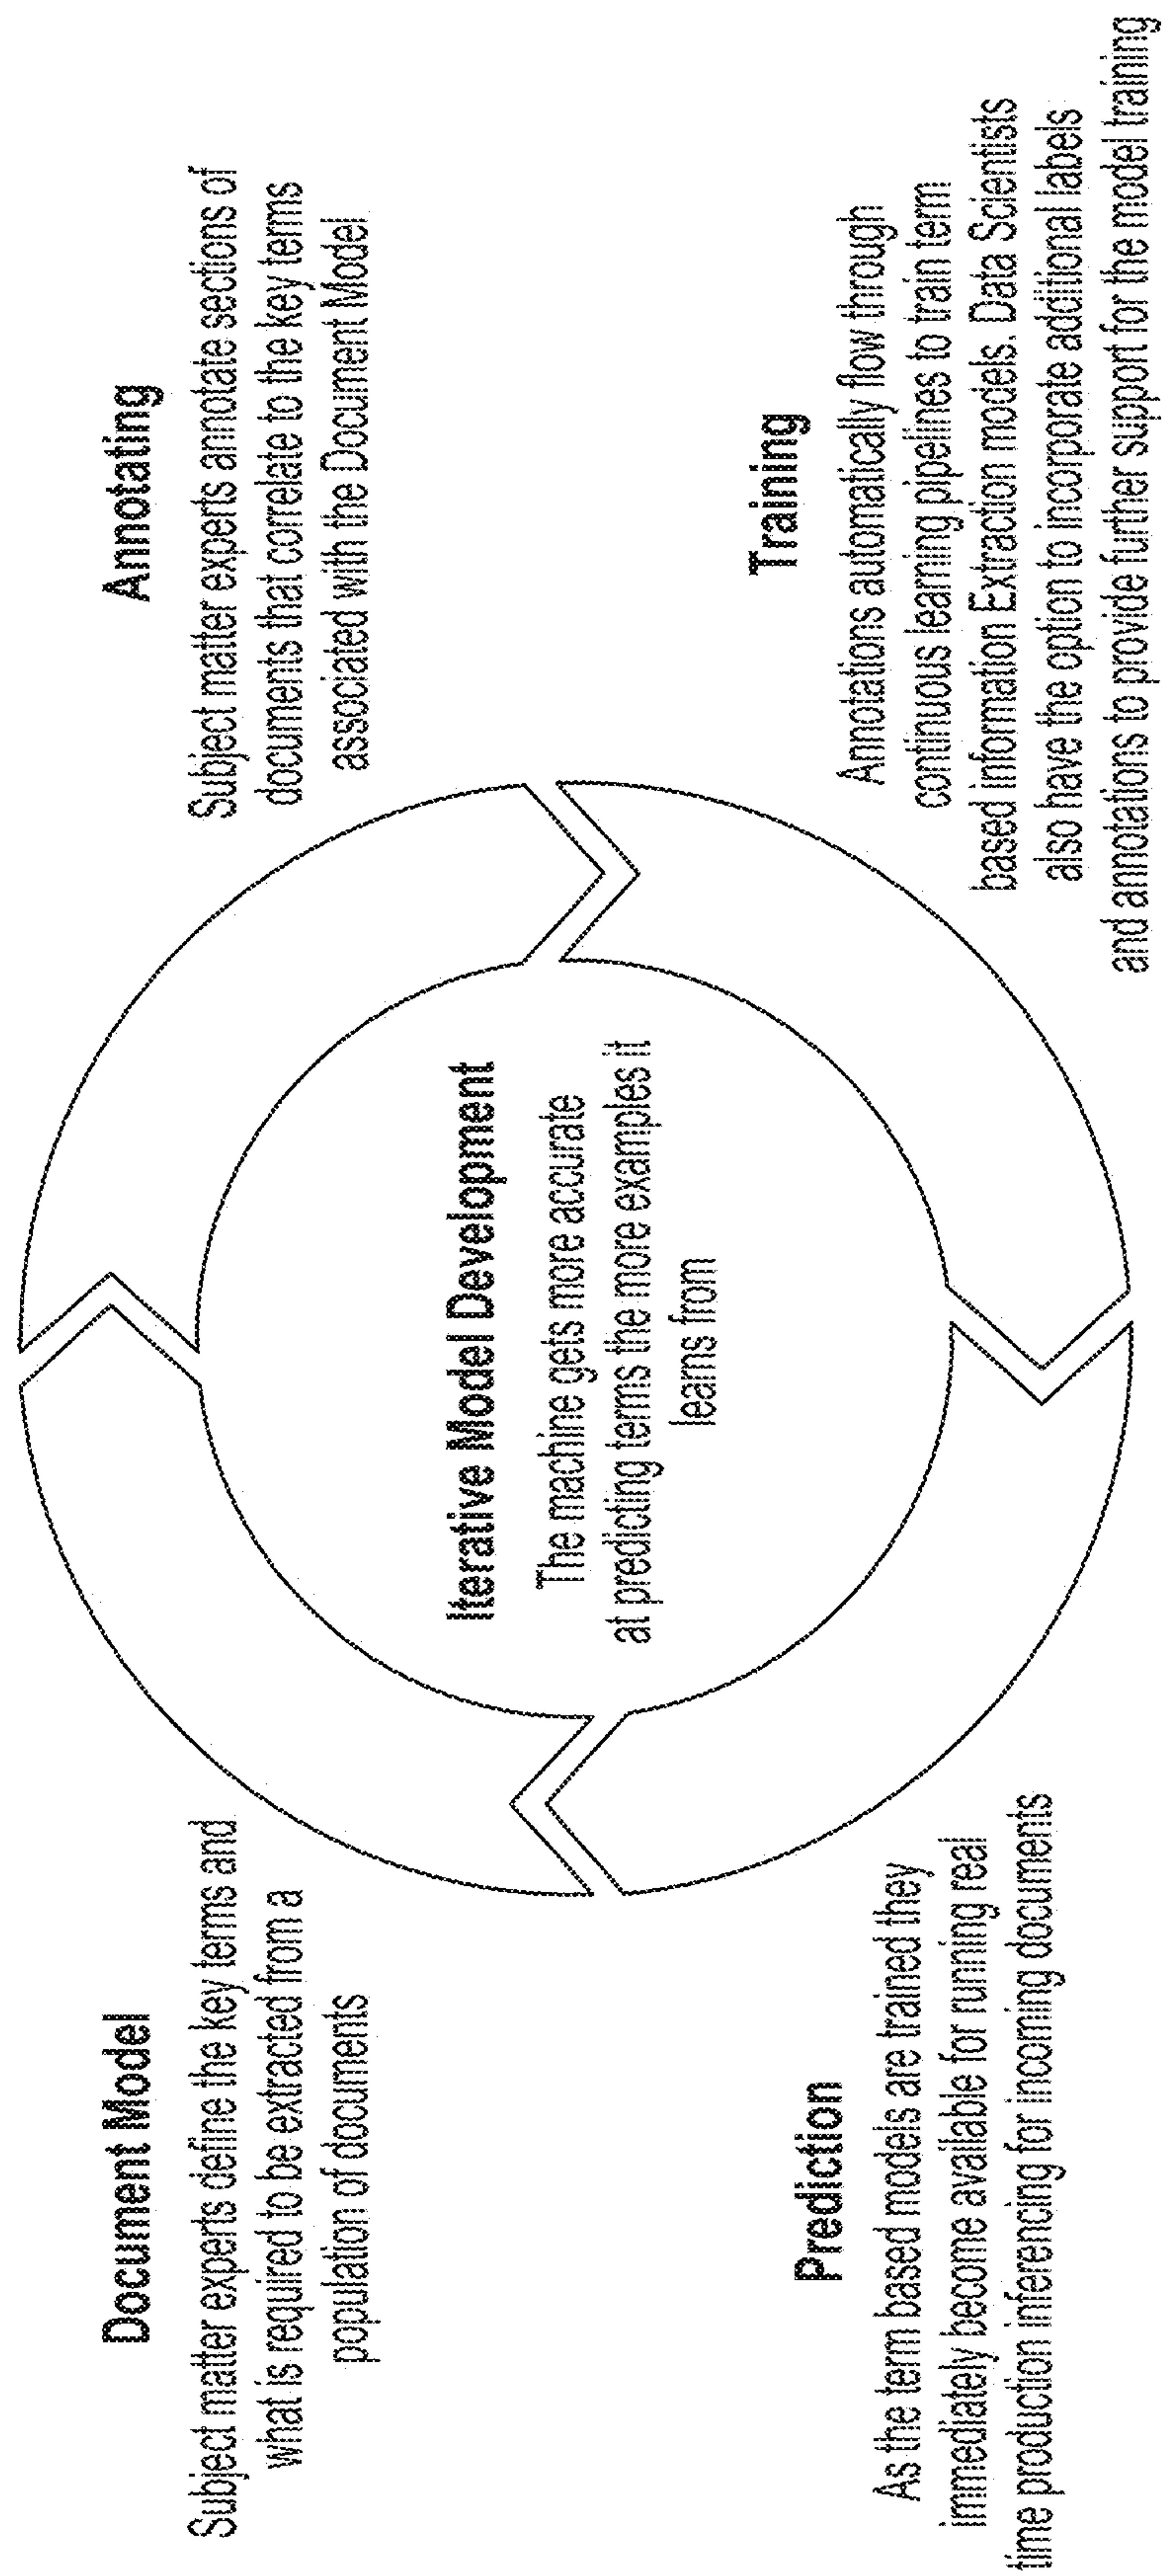 Document Model
Subject matter experts define the key terms and
what is required to be extracted from a
population of documents
Annotating
Subject matter experts annotate sections of
documents that correlate to the key terms
associated with the Document Model
Iterative Model Development
The machine gets more accurate
at predicting terms the more examples it
learns from
Training
Annotations automatically flow through
continuous learning pipelines to train term
based information Extraction models. Data Scientists
also have the option to incorporate additional labels
and annotations to provide further support for the model training
Prediction
As the term based models are trained they
immediately become available for running real
time production inferencing for incoming documents